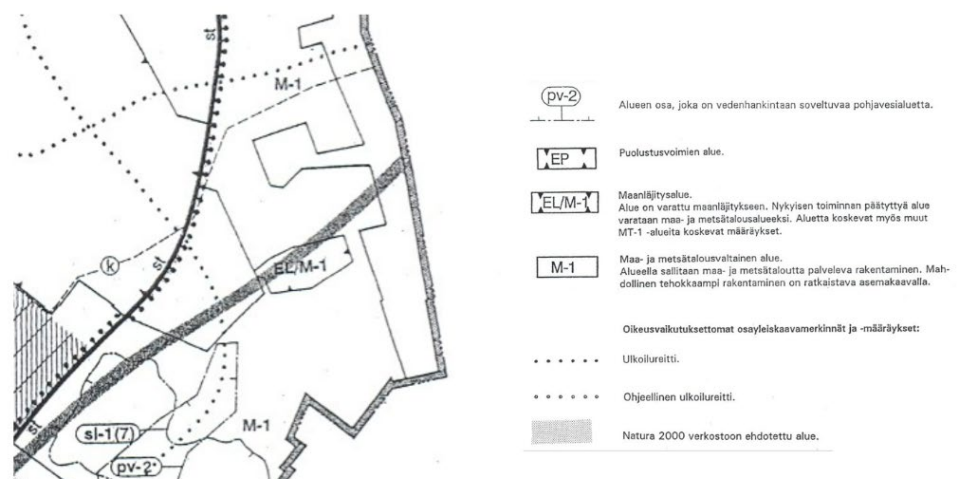 st
M-1
k
st
EL/M-1
st
sl-1(7)
M-1
pv-2
pv-2
Alueen osa, joka on vedenhankintaan soveltuvaa pohjavesialuetta.
EP
Puolustusvoimien alue.
EL/M-1
Maanläjitysalue.
Alue on varattu maanläjitykseen. Nykyisen toiminnan päätyttyä alue
varataan maa- ja metsätalousalueeksi. Aluetta koskevat myös muut
MT-1 -alueita koskevat määräykset.
M-1
Maa- ja metsätalousvaltainen alue.
Alueella sallitaan maa- ja metsätaloutta palveleva rakentaminen. Mah-
dollinen tehokkaampi rakentaminen on ratkaistava asemakaavalla.
Oikeusvaikutuksettomat osayleiskaavamerkinnät ja -määräykset:
Ulkoilureitti.
Ohjeellinen ulkoilureitti.
Natura 2000 verkostoon ehdotettu alue.